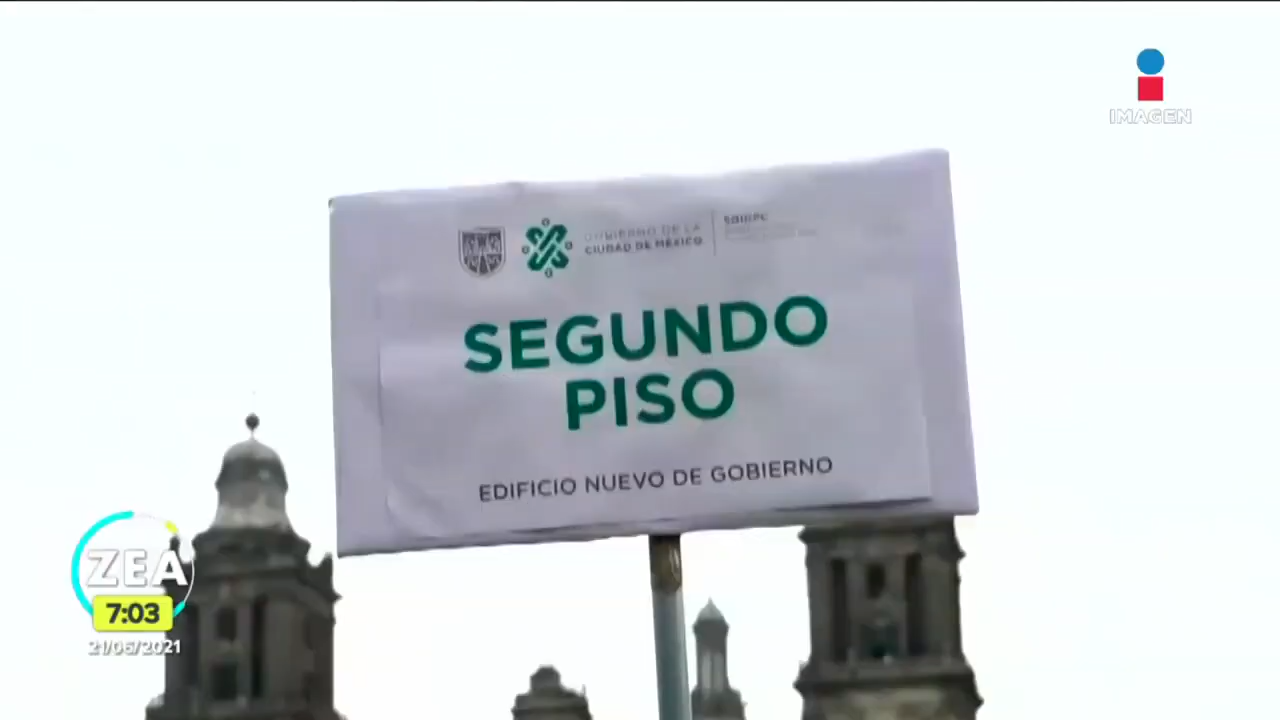 IMAGEN
GOBIERNO DE LA
CIUDAD DE MÉXICO
SEGUNDO
PISO
EDIFICIO NUEVO DE GOBIERNO
ZEA
7:03
21/06/2021